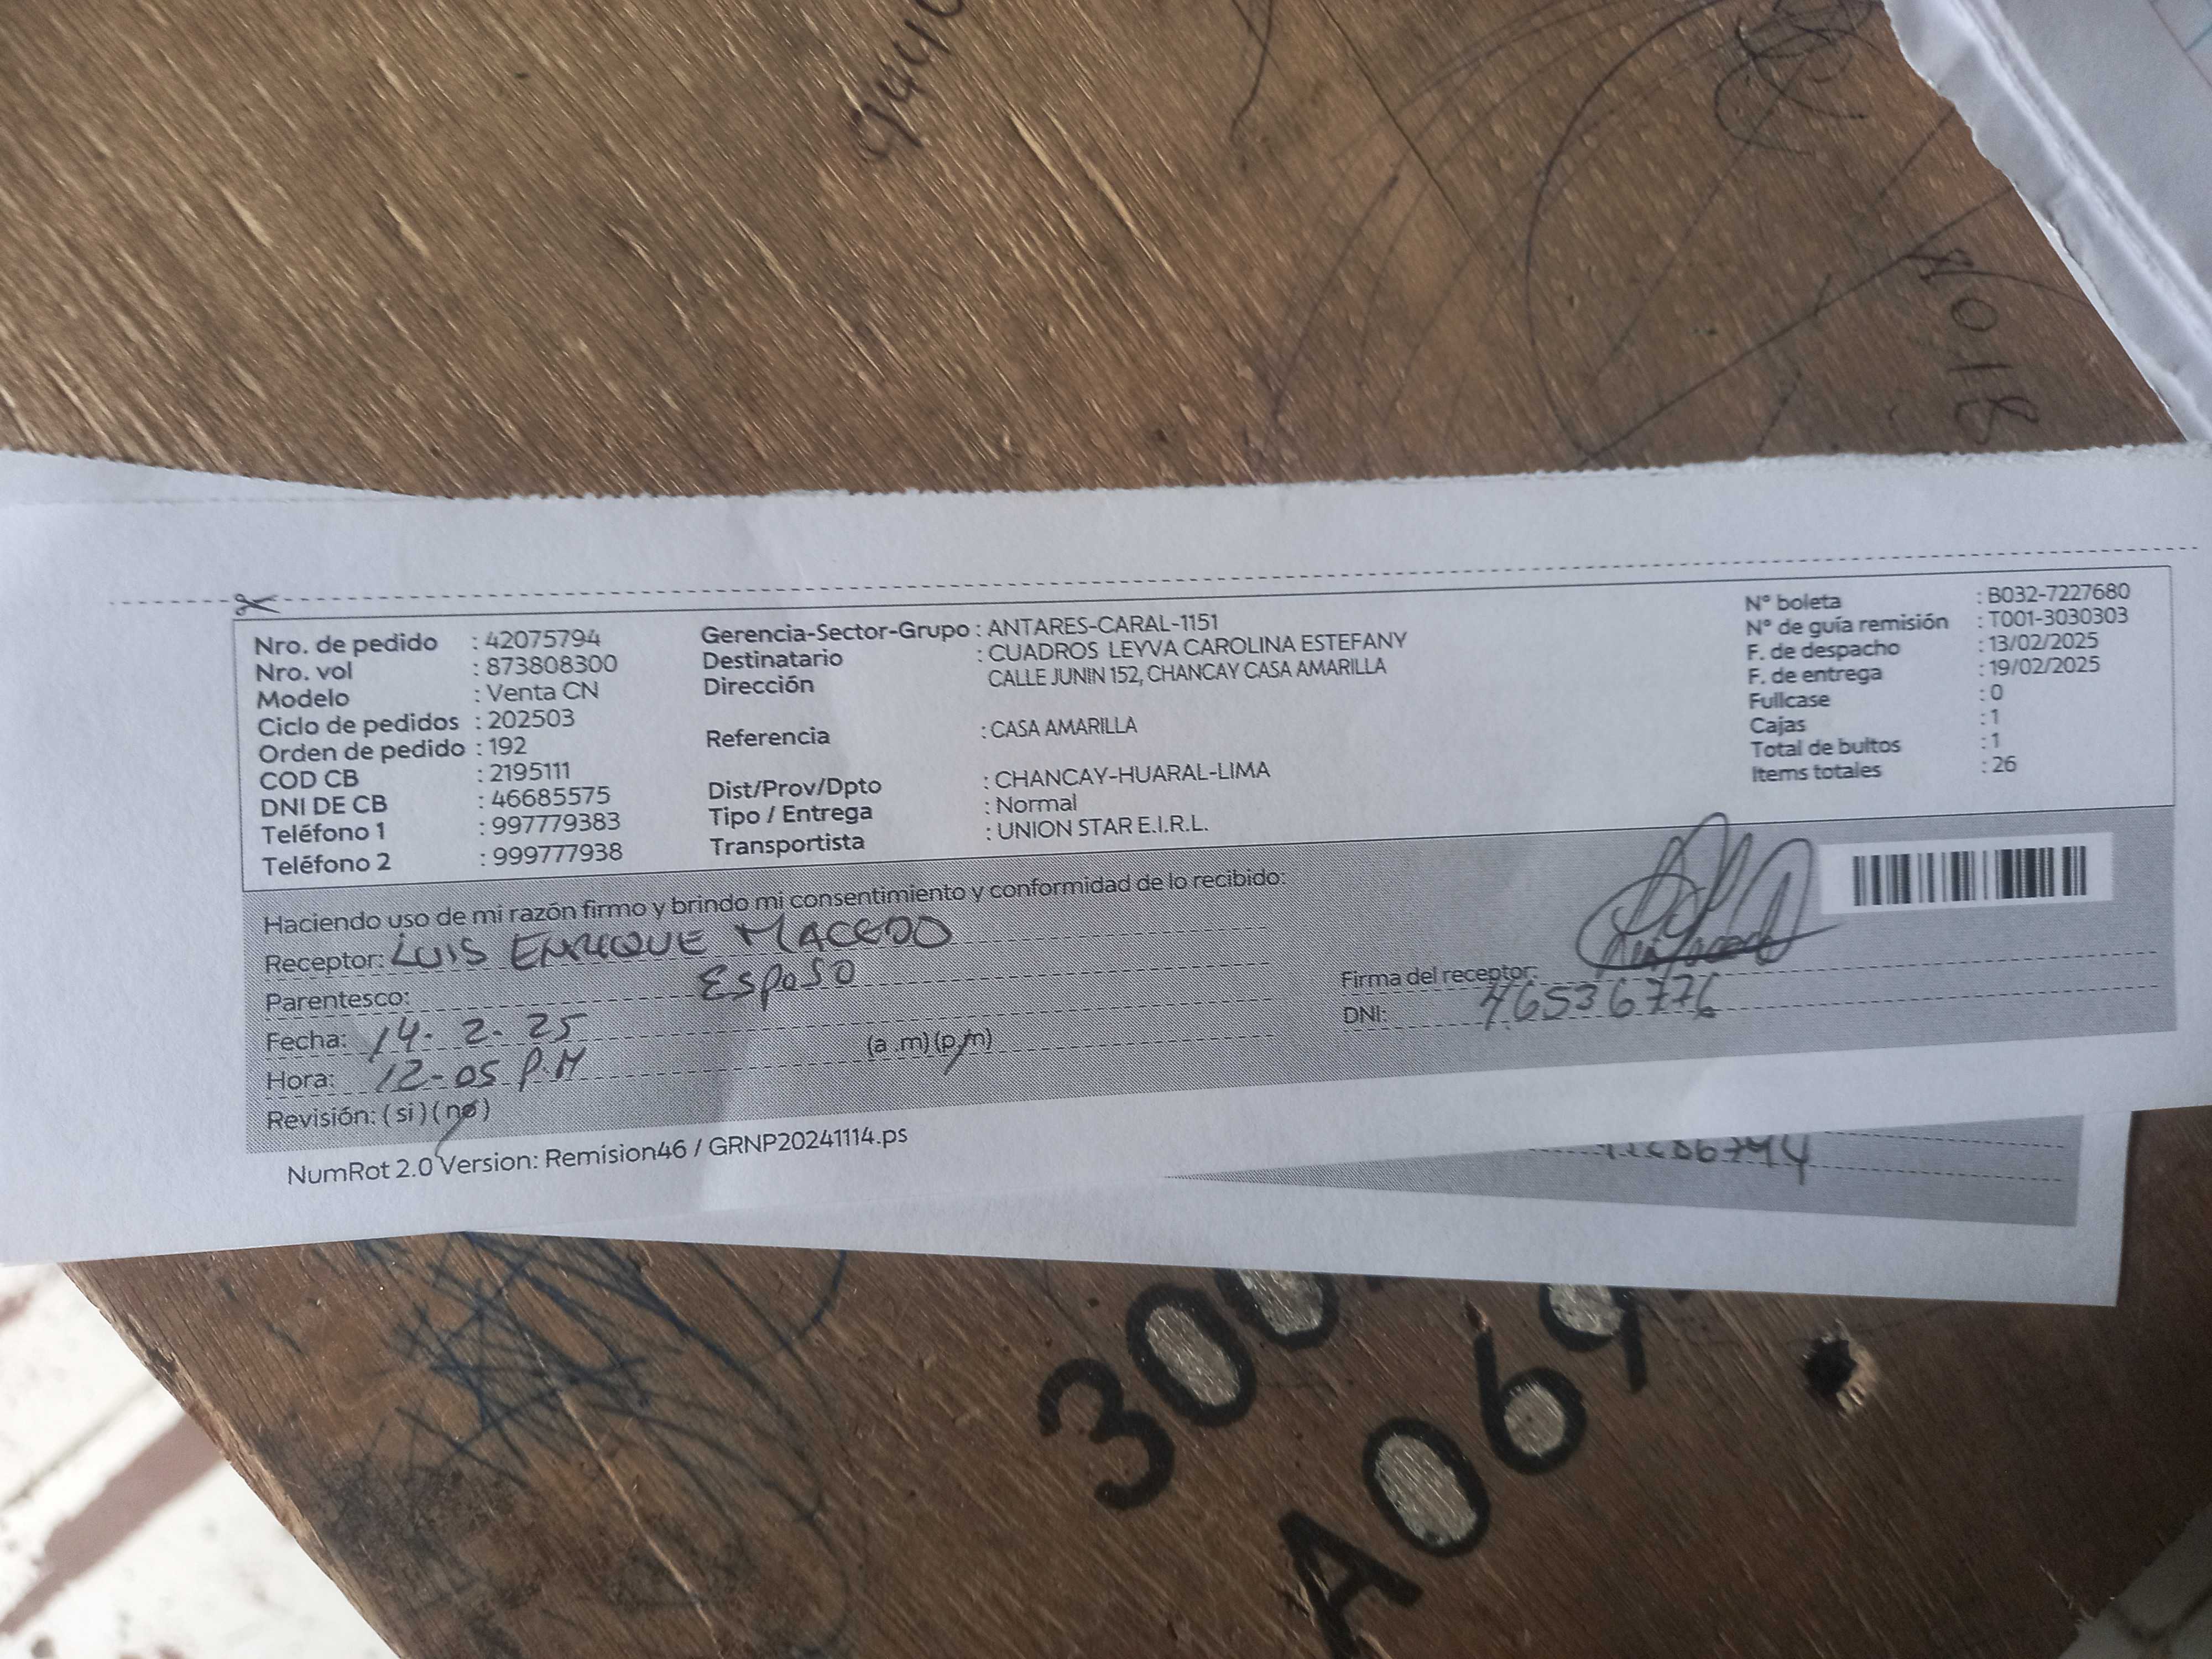 Nro. de pedido : 42075794
Nro. vol : 873808300
Modelo : Venta CN
Ciclo de pedidos : 202503
Orden de pedido : 192
COD CB : 2195111
DNI DE CB : 46685575
Teléfono 1 : 997779383
Teléfono 2 : 999777938
Gerencia-Sector-Grupo : ANTARES-CARAL-1151
Destinatario : CUADROS LEYVA CAROLINA ESTEFANY
Dirección CALLE JUNIN 152, CHANCAY CASA AMARILLA
Referencia : CASA AMARILLA
Dist/Prov/Dpto : CHANCAY-HUARAL-LIMA
Tipo / Entrega : Normal
Transportista : UNION STAR E.I.R.L.
N° boleta : B032-7227680
N° de guía remisión : T001-3030303
F. de despacho : 13/02/2025
F. de entrega : 19/02/2025
Fullcase : 0
Cajas : 1
Total de bultos : 1
Items totales : 26
Haciendo uso de mi razón firmo y brindo mi consentimiento y conformidad de lo recibido:
Receptor: LUIS ENRIQUE MACEDO
Parentesco: ESPOSO
Fecha: 14-2-25
Hora: 12-05 P.M (a .m) (p.m)
Revisión: (si) (no)
Firma del receptor:
DNI: 46536776
NumRot 2.0 Version: Remision46 / GRNP20241114.ps
8018
300
A069